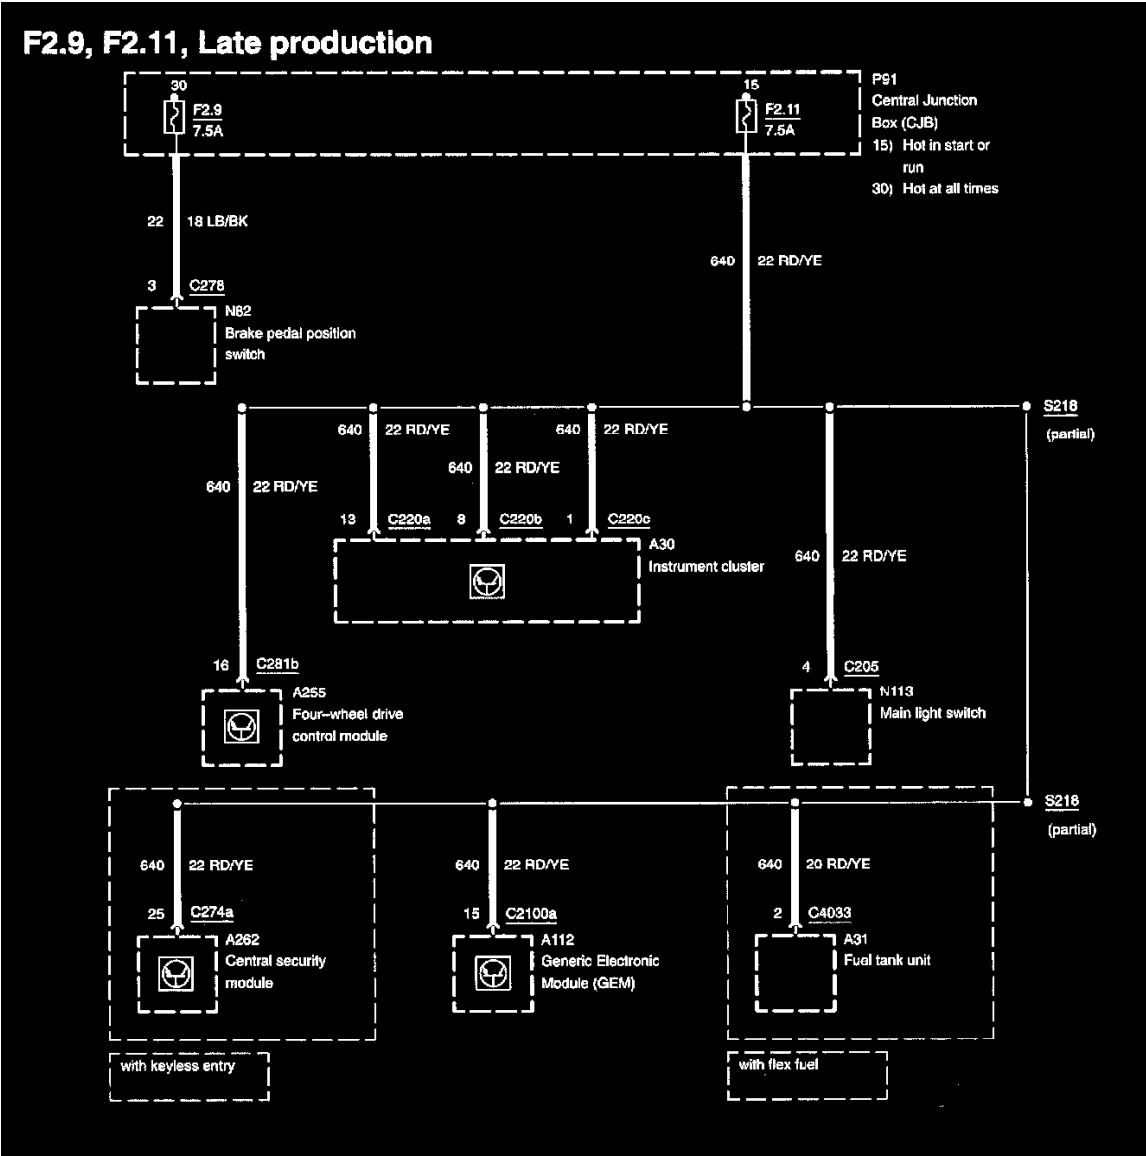 F2.9, F2.11, Late production
30
F2.9
7.5A
15
F2.11
7.5A
P91
Central Junction
Box (CJB)
15) Hot in start or
run
30) Hot at all times
22 18 LB/BK
640 22 RD/YE
3 C278
N82
Brake pedal position
switch
S218
(partial)
640 22 RD/YE
640 22 RD/YE
640 22 RD/YE
640 22 RD/YE
13 C220a
8 C220b
1 C220c
A30
Instrument cluster
640 22 RD/YE
16 C281b
A255
Four-wheel drive
control module
4 C205
N113
Main light switch
S218
(partial)
640 22 RD/YE
640 22 RD/YE
640 20 RD/YE
25 C274a
A262
Central security
module
15 C2100a
A112
Generic Electronic
Module (GEM)
2 C4033
A31
Fuel tank unit
with keyless entry
with flex fuel